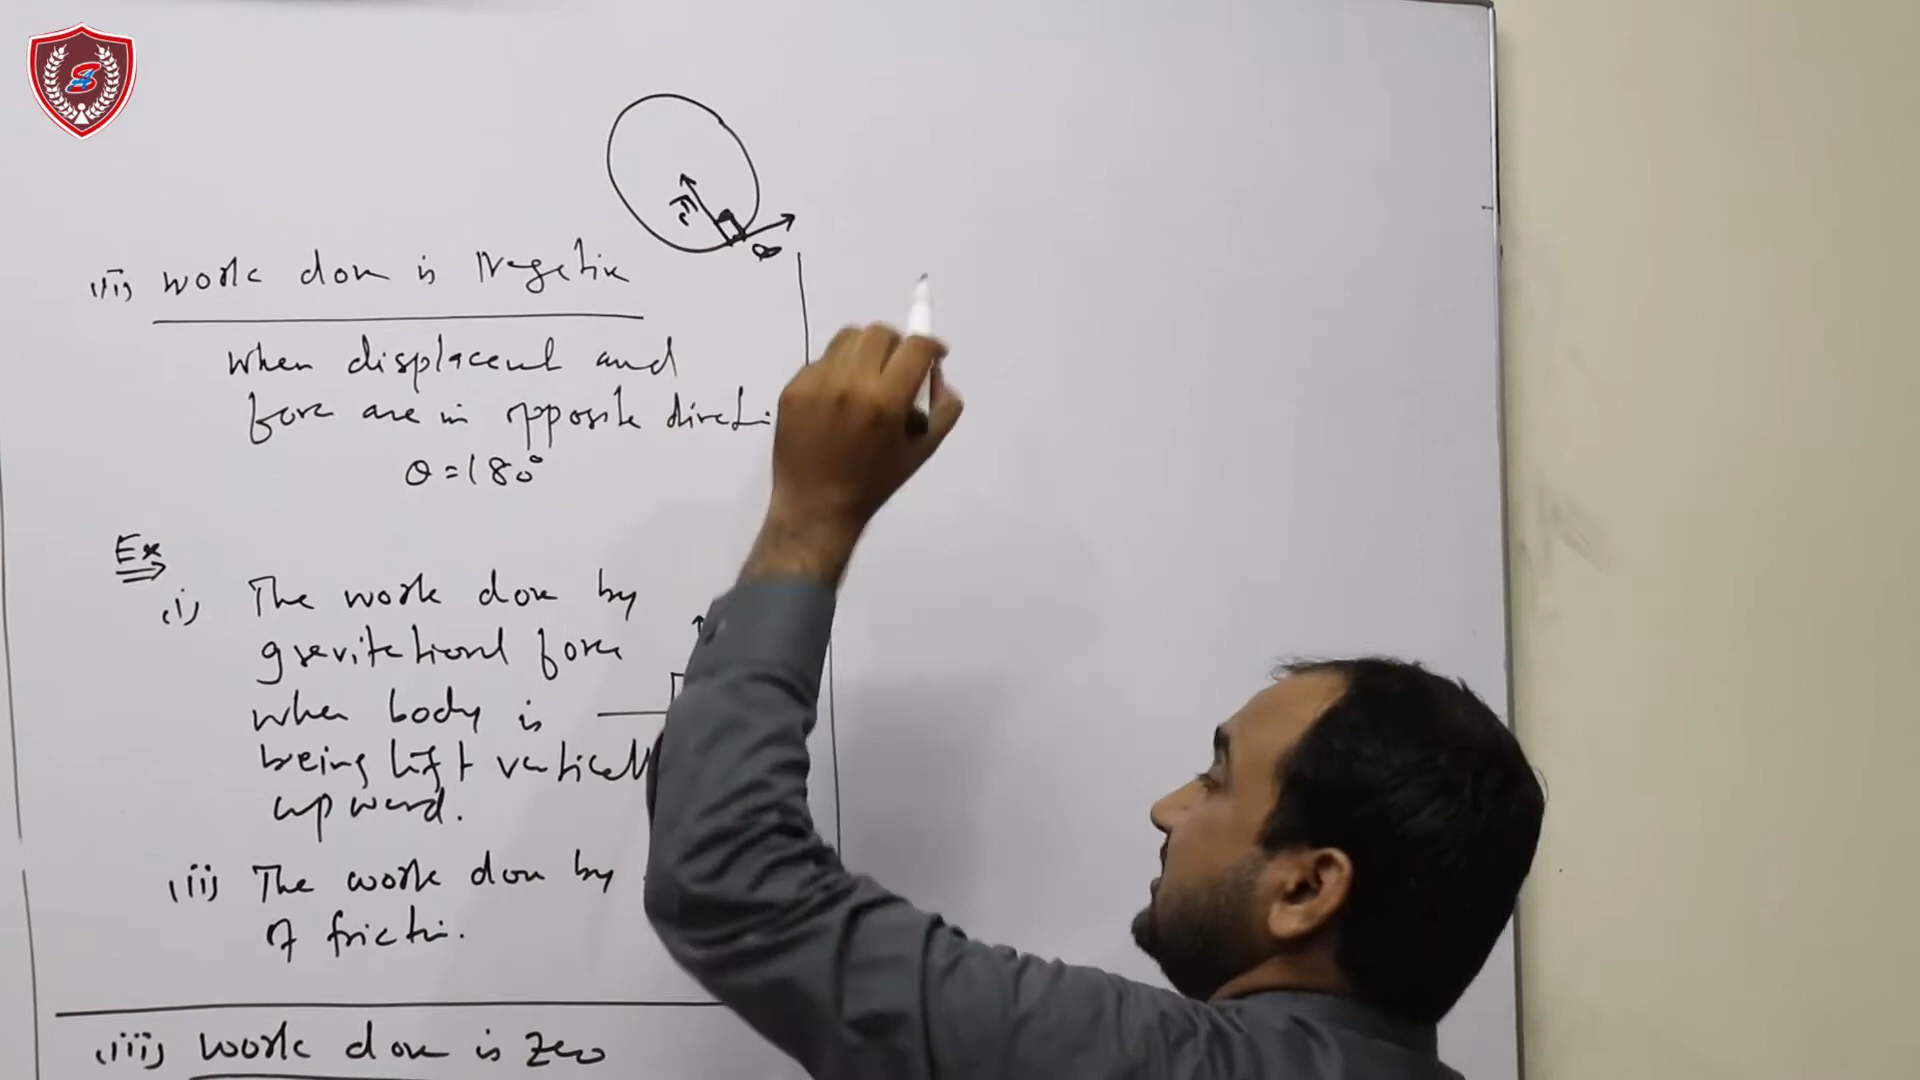 Fc
(ii) work done is Negative
when displacement and
force are in opposite directi
θ = 180°
Ex
(i) The work done by
gravitational force
when body is
being lift vertically
upward.
(ii) The work done by
of friction.
(iii) work done is zero